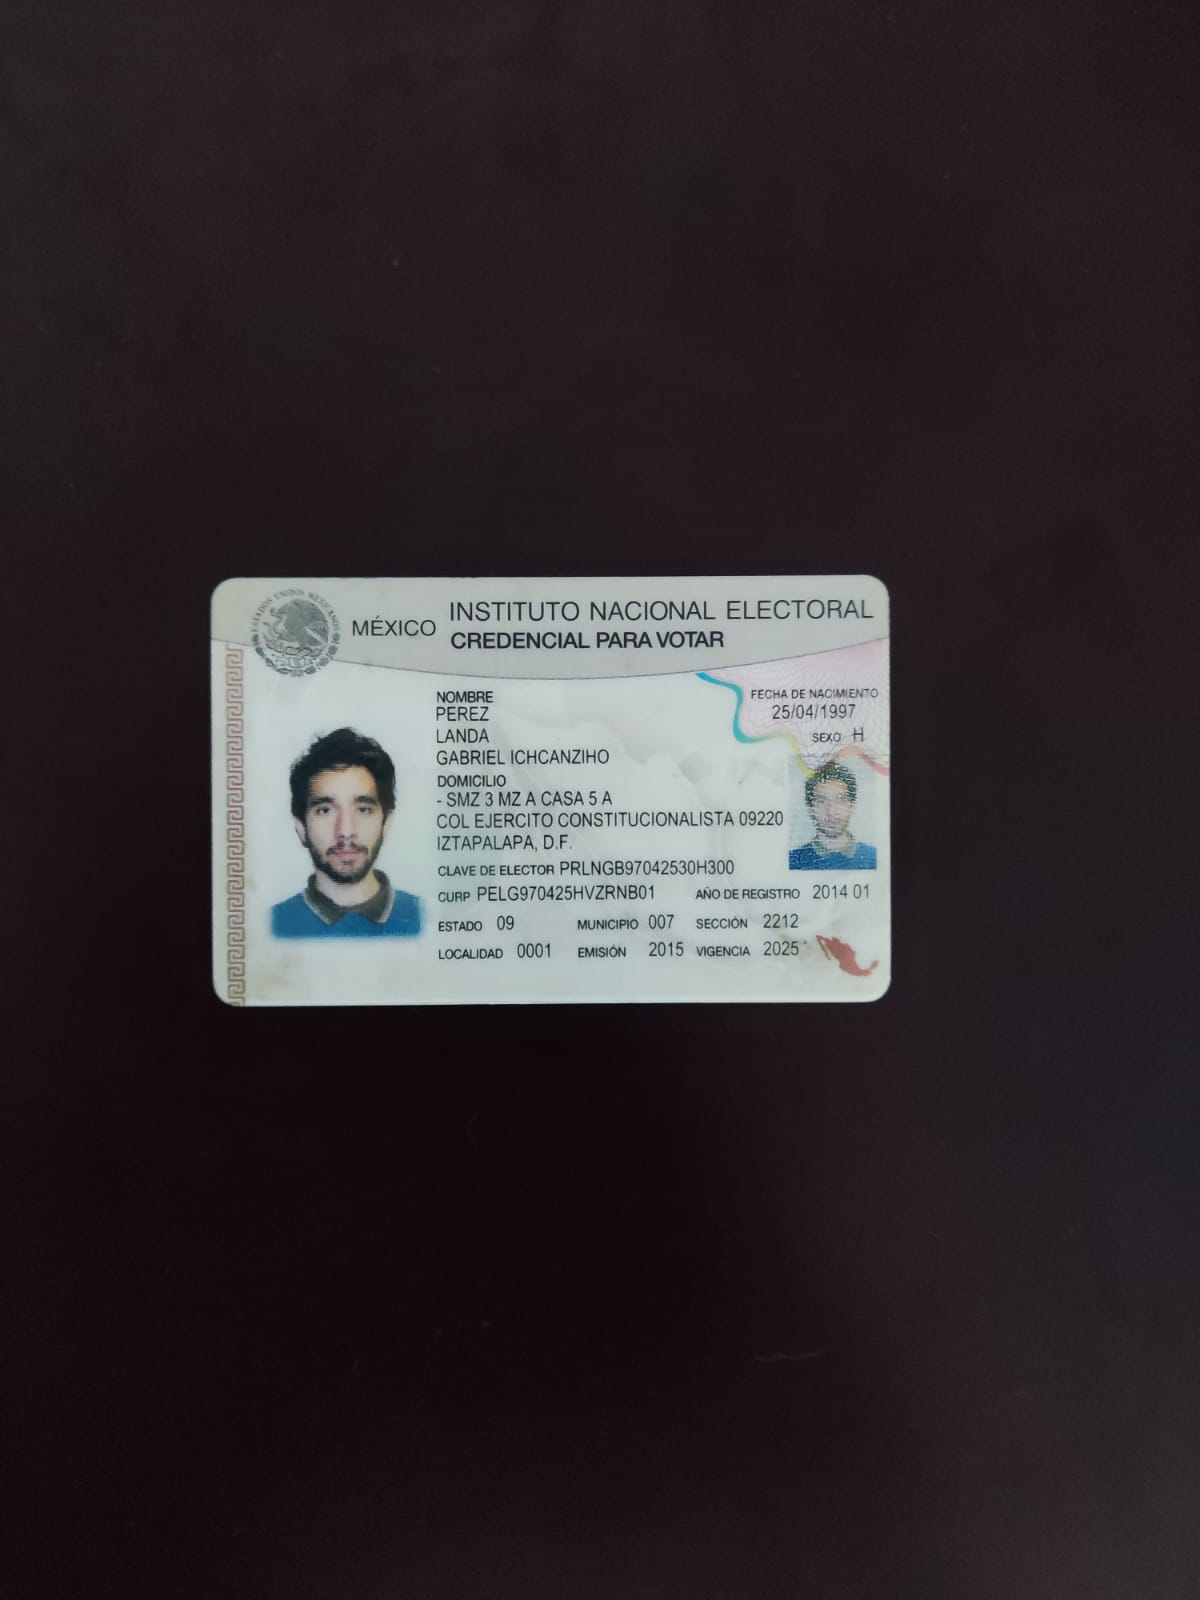 ESTADOS UNIDOS MEXICANOS
MÉXICO
INSTITUTO NACIONAL ELECTORAL
CREDENCIAL PARA VOTAR
NOMBRE
PEREZ
LANDA
GABRIEL ICHCANZIHO
DOMICILIO
- SMZ 3 MZ A CASA 5 A
COL EJERCITO CONSTITUCIONALISTA 09220
IZTAPALAPA, D.F.
FECHA DE NACIMIENTO
25/04/1997
SEXO H
CLAVE DE ELECTOR PRLNGB97042530H300
CURP PELG970425HVZRNB01 AÑO DE REGISTRO 2014 01
ESTADO 09 MUNICIPIO 007 SECCIÓN 2212
LOCALIDAD 0001 EMISIÓN 2015 VIGENCIA 2025